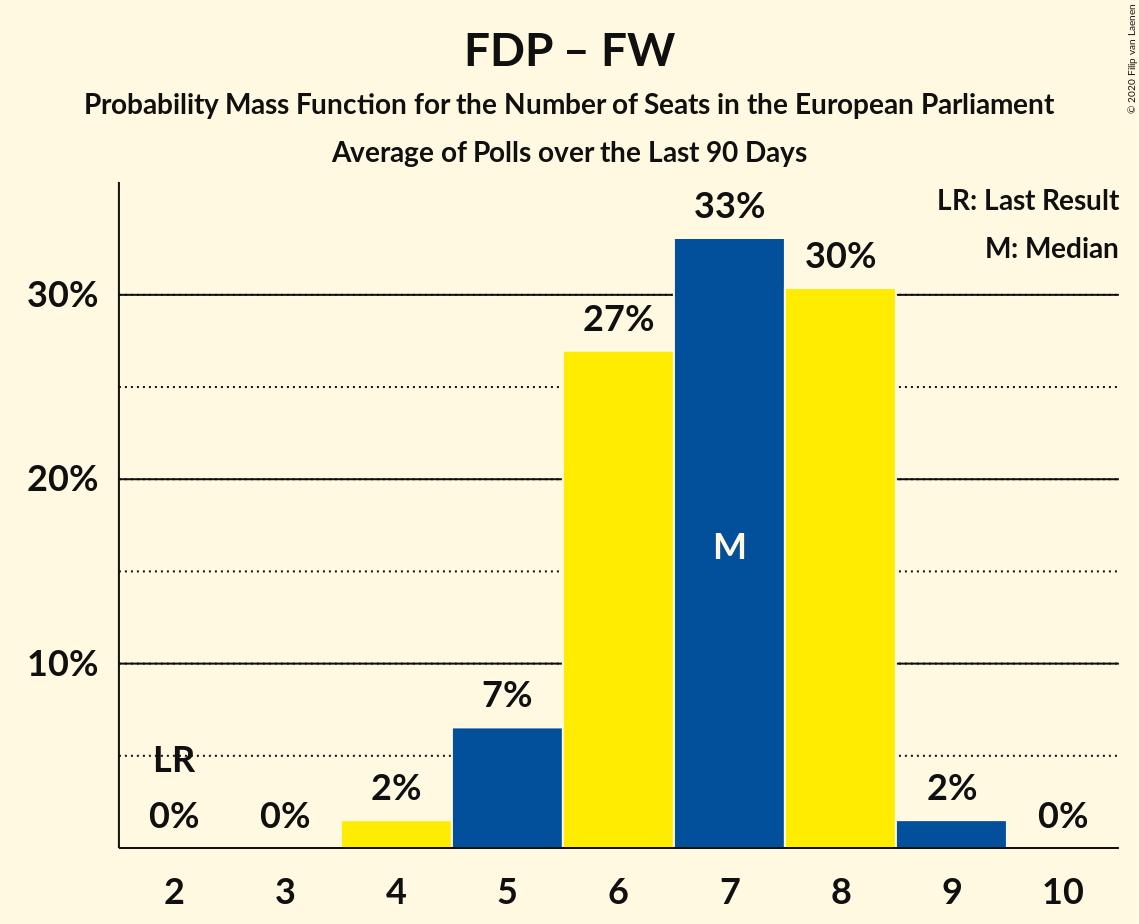 FDP – FW
Probability Mass Function for the Number of Seats in the European Parliament
Average of Polls over the Last 90 Days
© 2020 Filip van Laenen
LR: Last Result
M: Median
33%
30%
27%
30%
20%
M
10%
7%
LR
0%
0%
2%
2%
0%
2 3 4 5 6 7 8 9 10